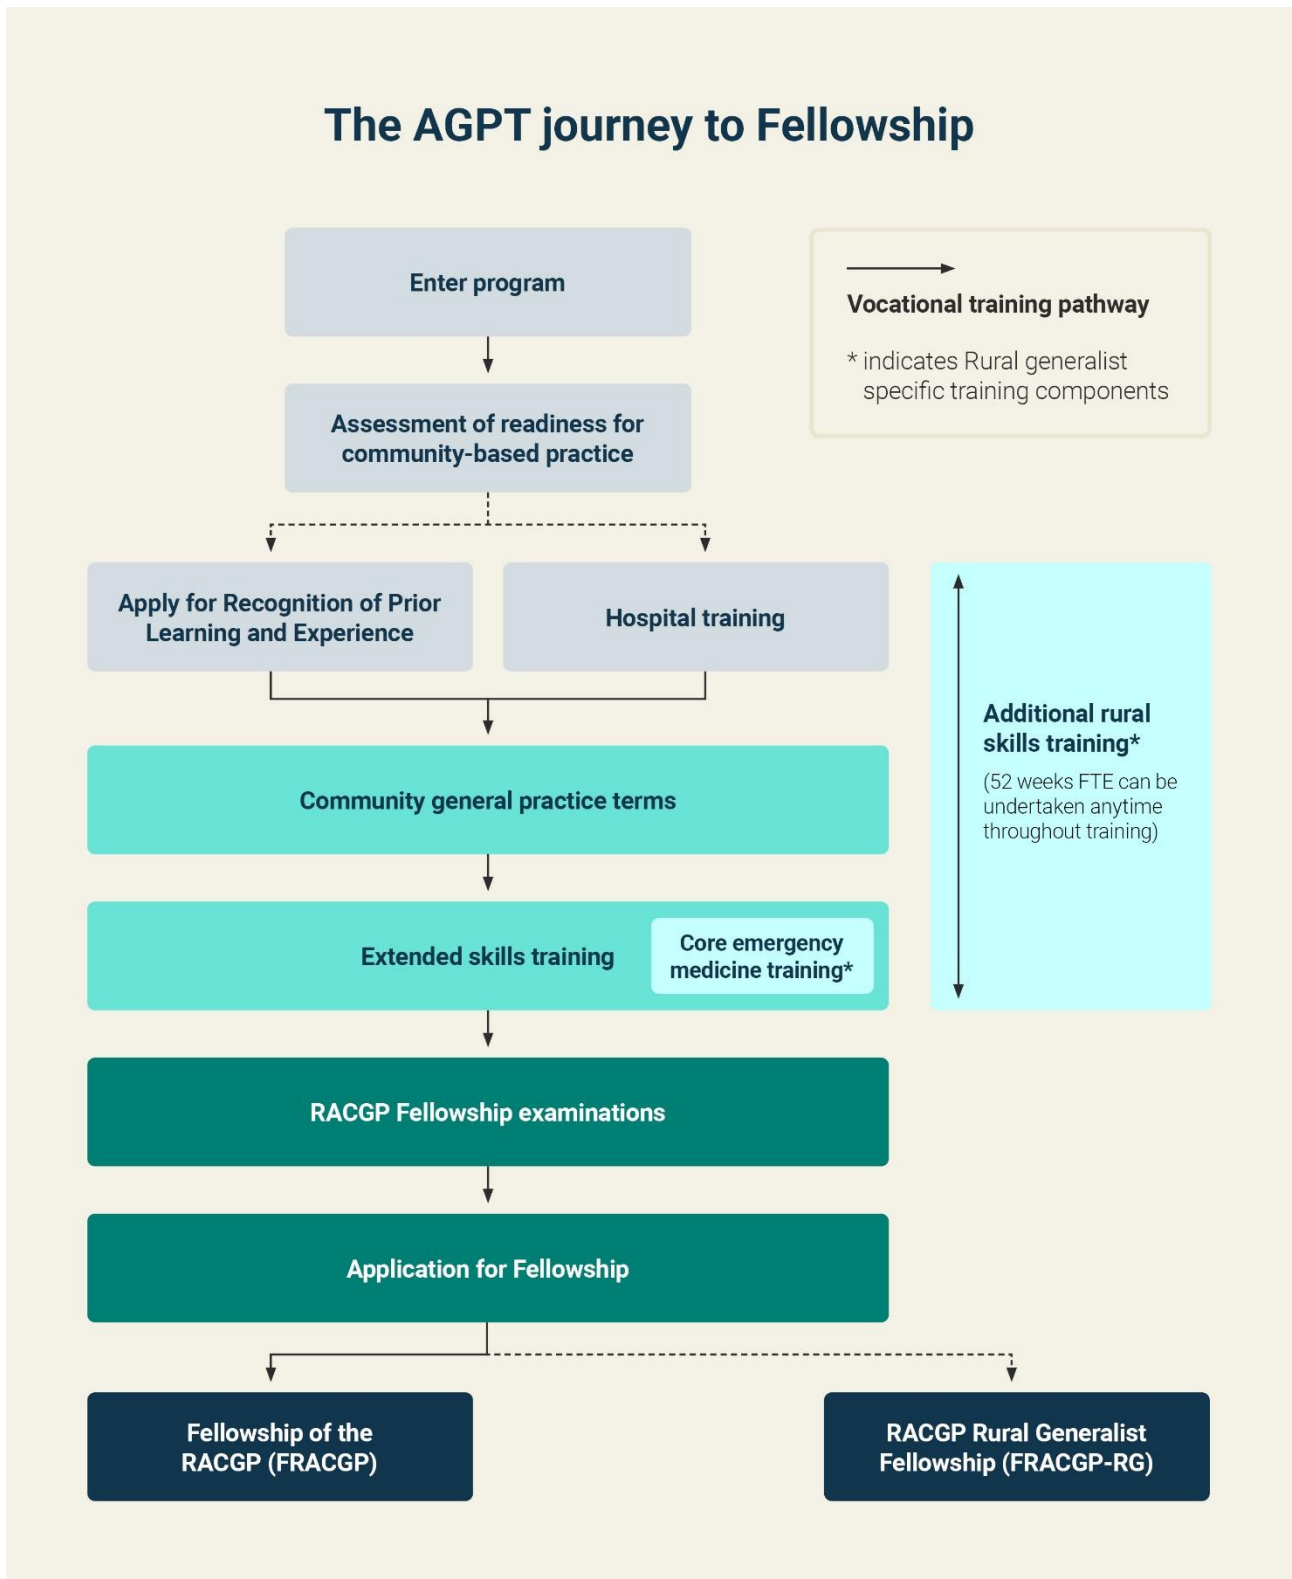 The AGPT journey to Fellowship
Enter program
Vocational training pathway
* indicates Rural generalist
specific training components
Assessment of readiness for
community-based practice
Apply for Recognition of Prior
Learning and Experience
Hospital training
Additional rural
skills training*
(52 weeks FTE can be
undertaken anytime
throughout training)
Community general practice terms
Extended skills training
Core emergency
medicine training*
RACGP Fellowship examinations
Application for Fellowship
Fellowship of the
RACGP (FRACGP)
RACGP Rural Generalist
Fellowship (FRACGP-RG)